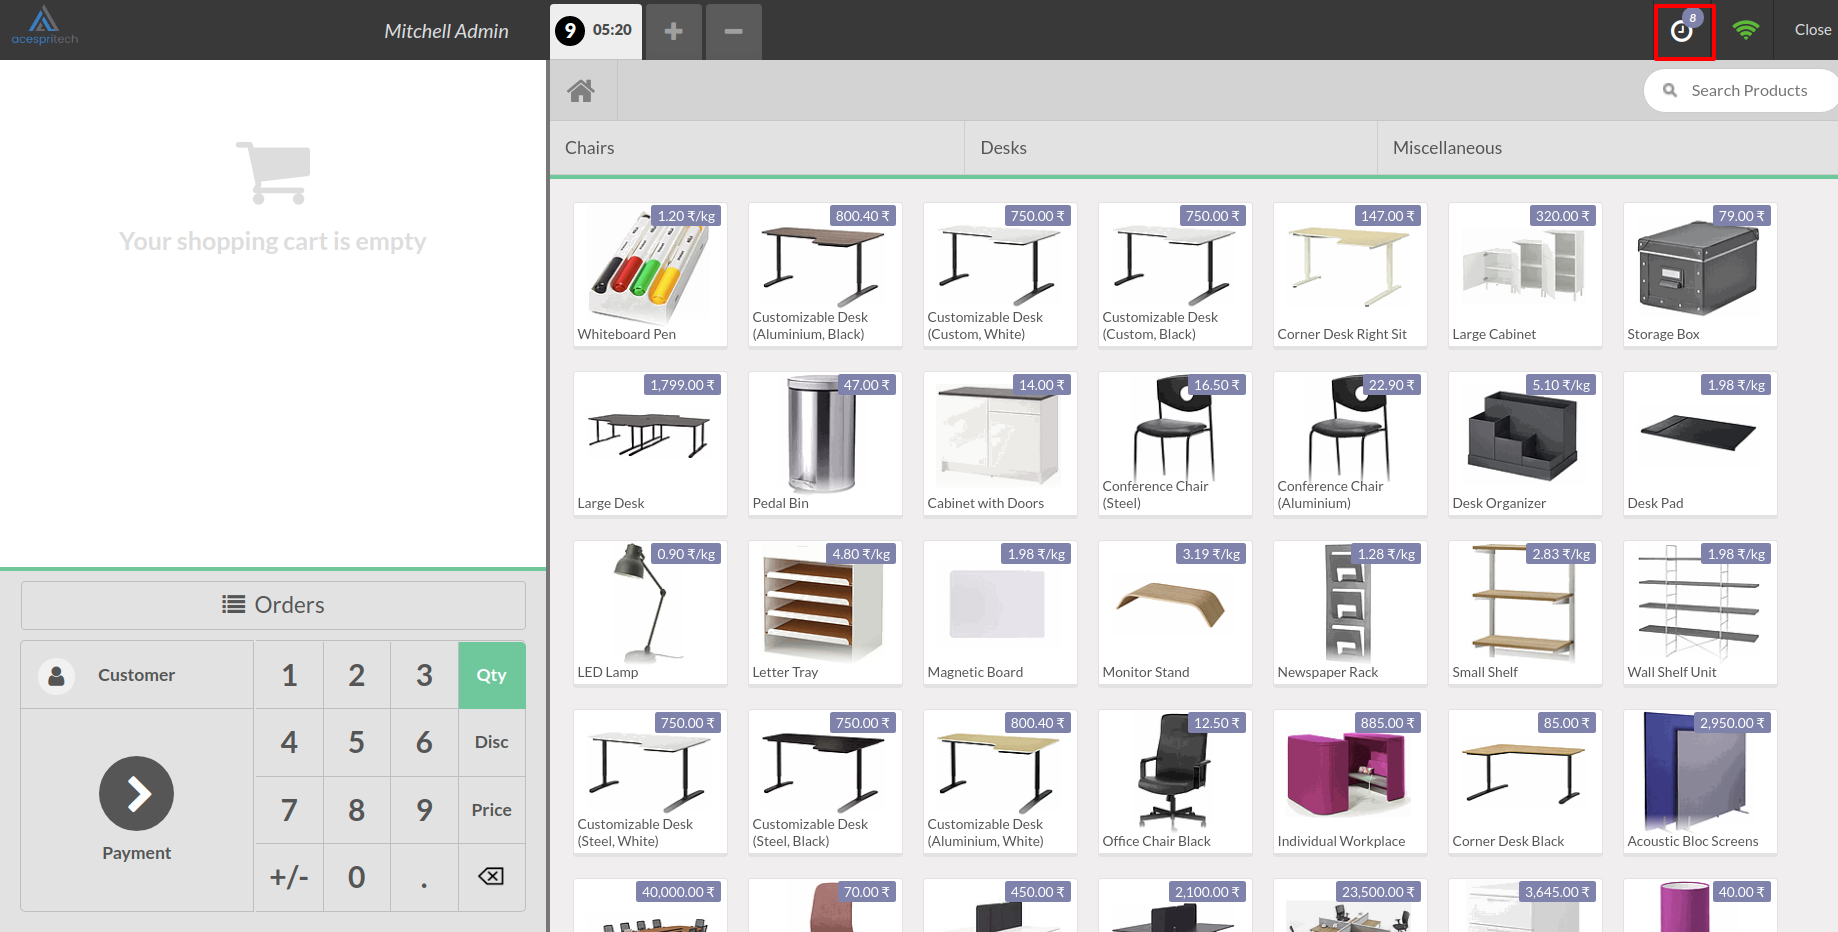 acespritech
Mitchell Admin
9 05:20
8
Close
Search Products
Chairs
Desks
Miscellaneous
Your shopping cart is empty
1.20 ₹/kg
Whiteboard Pen
800.40 ₹
Customizable Desk
(Aluminium, Black)
750.00 ₹
Customizable Desk
(Custom, White)
750.00 ₹
Customizable Desk
(Custom, Black)
147.00 ₹
Corner Desk Right Sit
320.00 ₹
Large Cabinet
79.00 ₹
Storage Box
1,799.00 ₹
Large Desk
47.00 ₹
Pedal Bin
14.00 ₹
Cabinet with Doors
16.50 ₹
Conference Chair
(Steel)
22.90 ₹
Conference Chair
(Aluminium)
5.10 ₹/kg
Desk Organizer
1.98 ₹/kg
Desk Pad
0.90 ₹/kg
LED Lamp
4.80 ₹/kg
Letter Tray
1.98 ₹/kg
Magnetic Board
3.19 ₹/kg
Monitor Stand
1.28 ₹/kg
Newspaper Rack
2.83 ₹/kg
Small Shelf
1.98 ₹/kg
Wall Shelf Unit
750.00 ₹
Customizable Desk
(Steel, White)
750.00 ₹
Customizable Desk
(Steel, Black)
800.40 ₹
Customizable Desk
(Aluminium, White)
12.50 ₹
Office Chair Black
885.00 ₹
Individual Workplace
85.00 ₹
Corner Desk Black
2,950.00 ₹
Acoustic Bloc Screens
40,000.00 ₹
70.00 ₹
450.00 ₹
2,100.00 ₹
23,500.00 ₹
3,645.00 ₹
40.00 ₹
Orders
Customer
Payment
1 2 3 Qty
4 5 6 Disc
7 8 9 Price
+/- 0 .